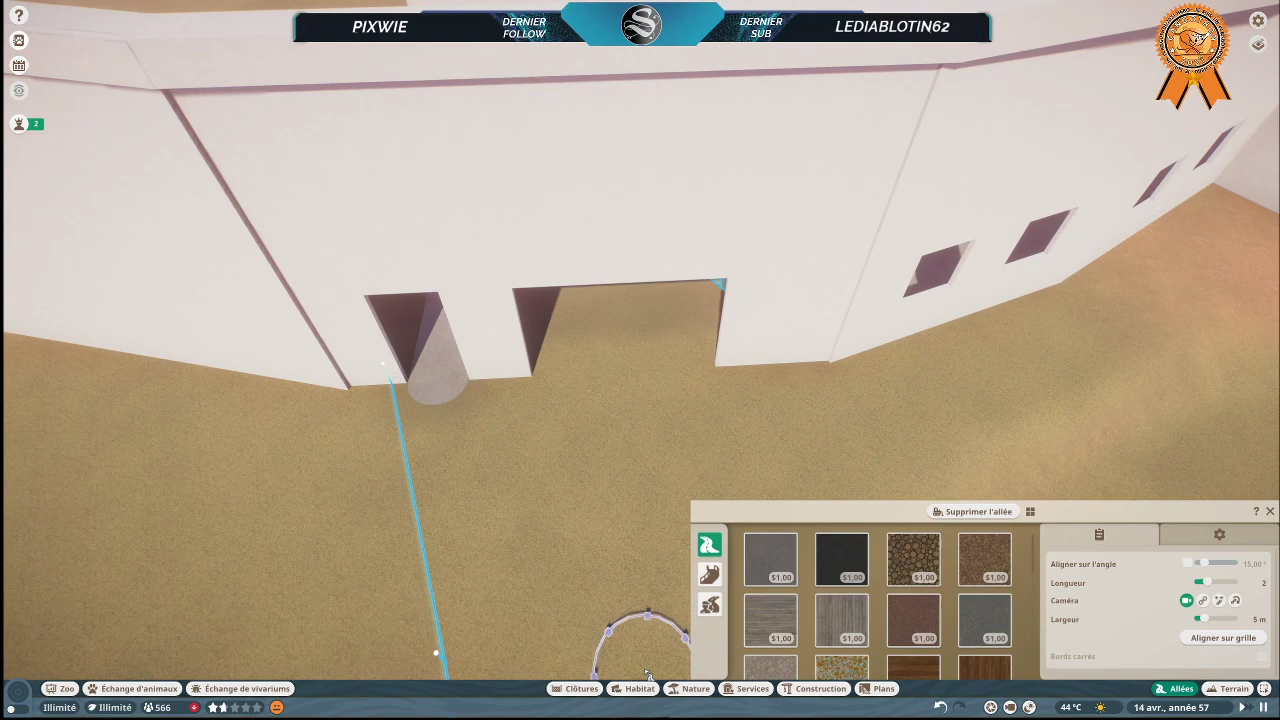 PIXWIE
DERNIER
FOLLOW
DERNIER
SUB
LEDIABLOTIN62
?
2
Supprimer l'allée
?
$1,00
$1,00
$1,00
$1,00
$1,00
$1,00
$1,00
$1,00
Aligner sur l'angle
15,00 °
Longueur
2
Caméra
Largeur
5 m
Aligner sur grille
Bords carrés
Zoo
Échange d'animaux
Échange de vivariums
Clôtures
Habitat
Nature
Services
Construction
Plans
Allées
Terrain
Illimité
Illimité
566
44 °C
14 avr., année 57